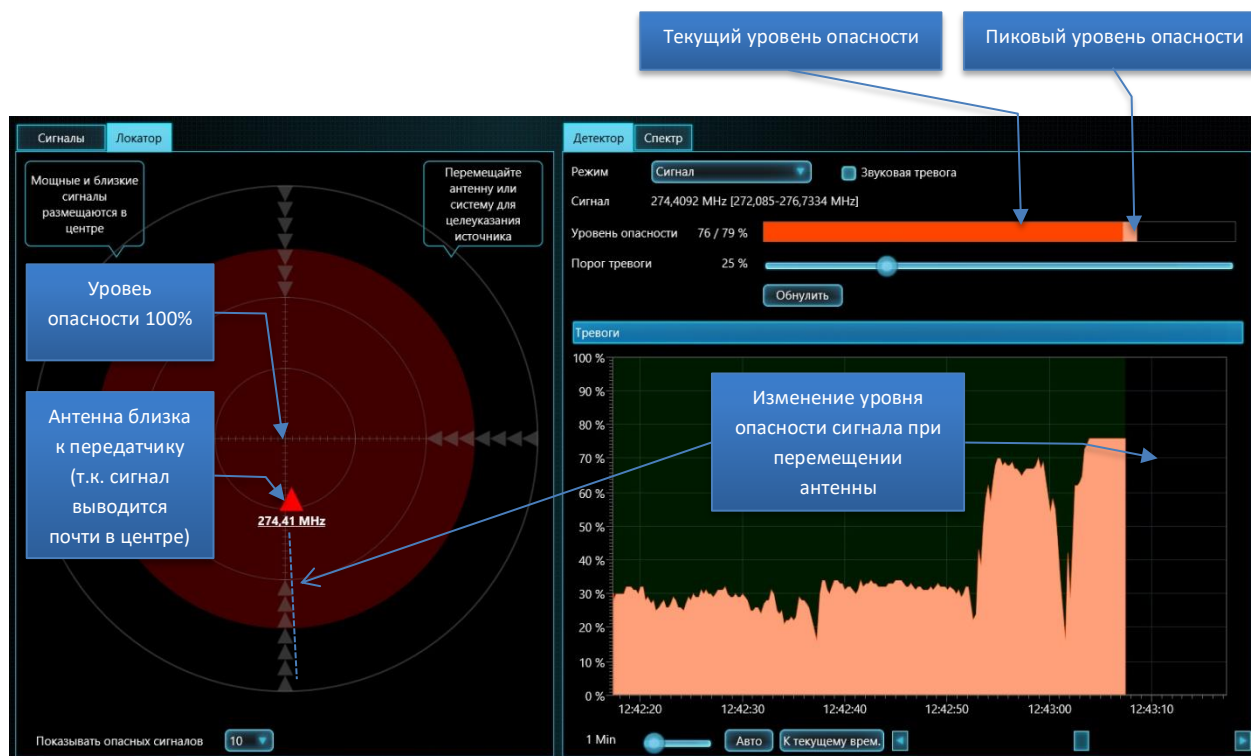 Текущий уровень опасности
Пиковый уровень опасности
Сигналы
Локатор
Мощные и близкие
сигналы
размещаются в
центре
Перемещайте
антенну или
систему для
целеуказания
источника
Уровеь
опасности 100%
Антенна близка
к передатчику
(т.к. сигнал
выводится
почти в центре)
274,41 MHz
Показывать опасных сигналов
10
Детектор
Спектр
Режим
Сигнал
Звуковая тревога
Сигнал
274,4092 MHz [272,085-276,7334 MHz]
Уровень опасности
76 / 79 %
Порог тревоги
25 %
Обнулить
Тревоги
100 %
90 %
80 %
70 %
60 %
50 %
40 %
30 %
20 %
10 %
0 %
Изменение уровня
опасности сигнала при
перемещении
антенны
12:42:20
12:42:30
12:42:40
12:42:50
12:43:00
12:43:10
1 Min
Авто
К текущему врем.